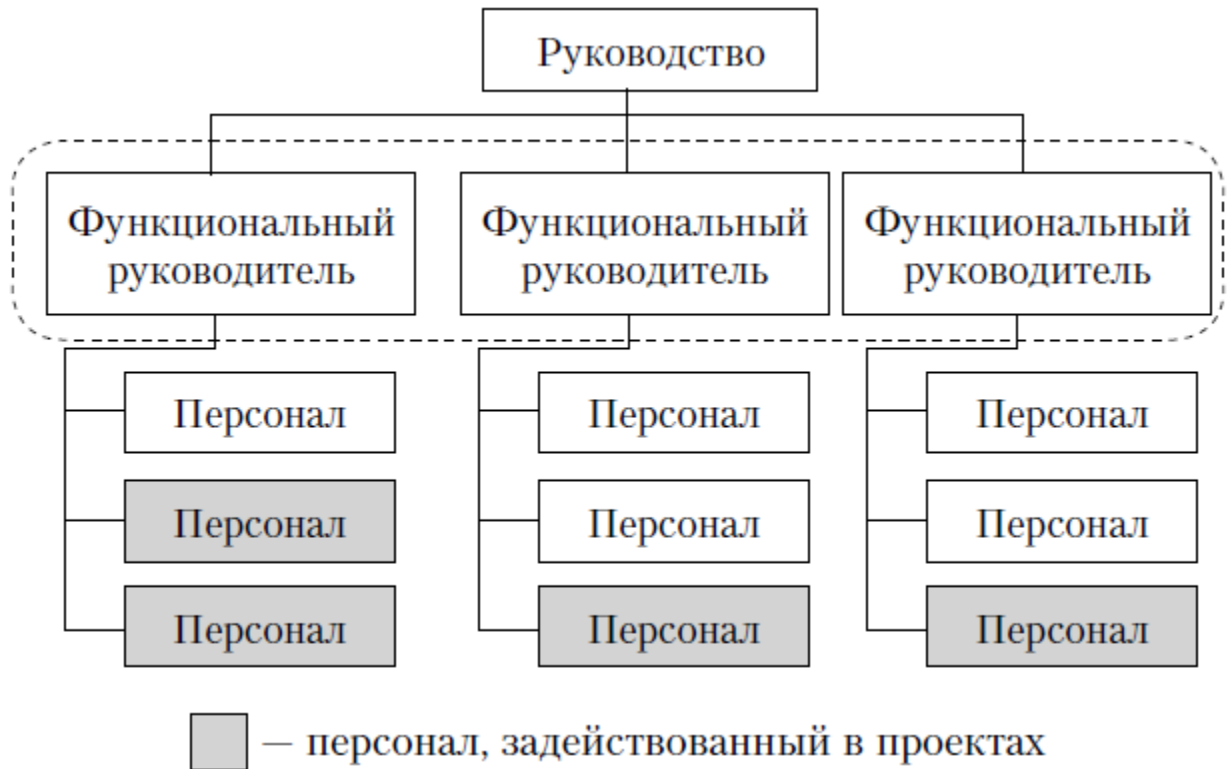 Руководство
Функциональный
руководитель
Функциональный
руководитель
Функциональный
руководитель
Персонал
Персонал
Персонал
Персонал
Персонал
Персонал
Персонал
Персонал
Персонал
— персонал, задействованный в проектах